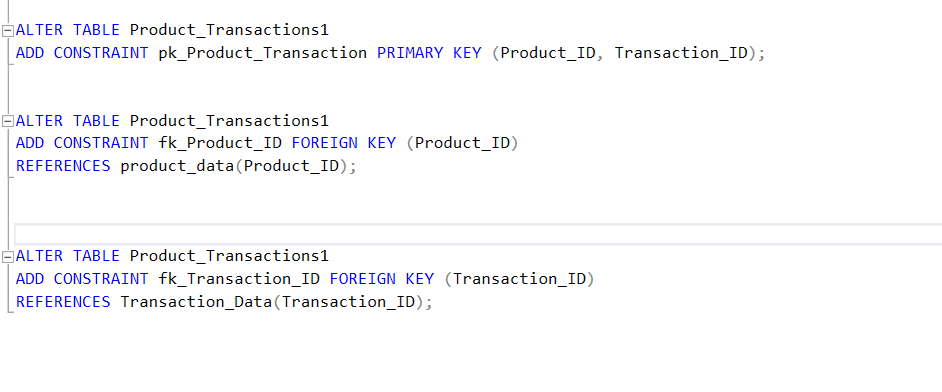 ALTER TABLE Product_Transactions1
ADD CONSTRAINT pk_Product_Transaction PRIMARY KEY (Product_ID, Transaction_ID);
ALTER TABLE Product_Transactions1
ADD CONSTRAINT fk_Product_ID FOREIGN KEY (Product_ID)
REFERENCES product_data(Product_ID);
ALTER TABLE Product_Transactions1
ADD CONSTRAINT fk_Transaction_ID FOREIGN KEY (Transaction_ID)
REFERENCES Transaction_Data(Transaction_ID);